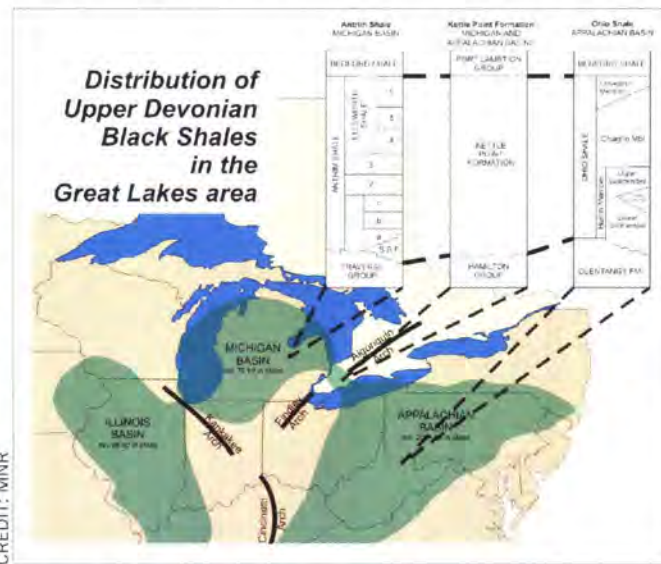 Distribution of
Upper Devonian
Black Shales
in the
Great Lakes area
Antrim Shale
MICHIGAN BASIN
BEDFORD SHALE
ELLSWORTH
SHALE
ANTRIM SHALE
TRAVERSE
GROUP
Kettle Point Formation
MICHIGAN AND
APPALACHIAN BASINS
PORT LAMBTON
GROUP
KETTLE
POINT
FORMATION
HAMILTON
GROUP
Ohio Shale
APPALACHIAN BASIN
BEDFORD SHALE
OHIO SHALE
Chagrin Mbr
Huron Member
OLENTANGY FM.
MICHIGAN
BASIN
ILLINOIS
BASIN
APPALACHIAN
BASIN
Algonquin
Arch
Findlay
Arch
Kankakee
Arch
Cincinnati
Arch
CREDIT: MNR